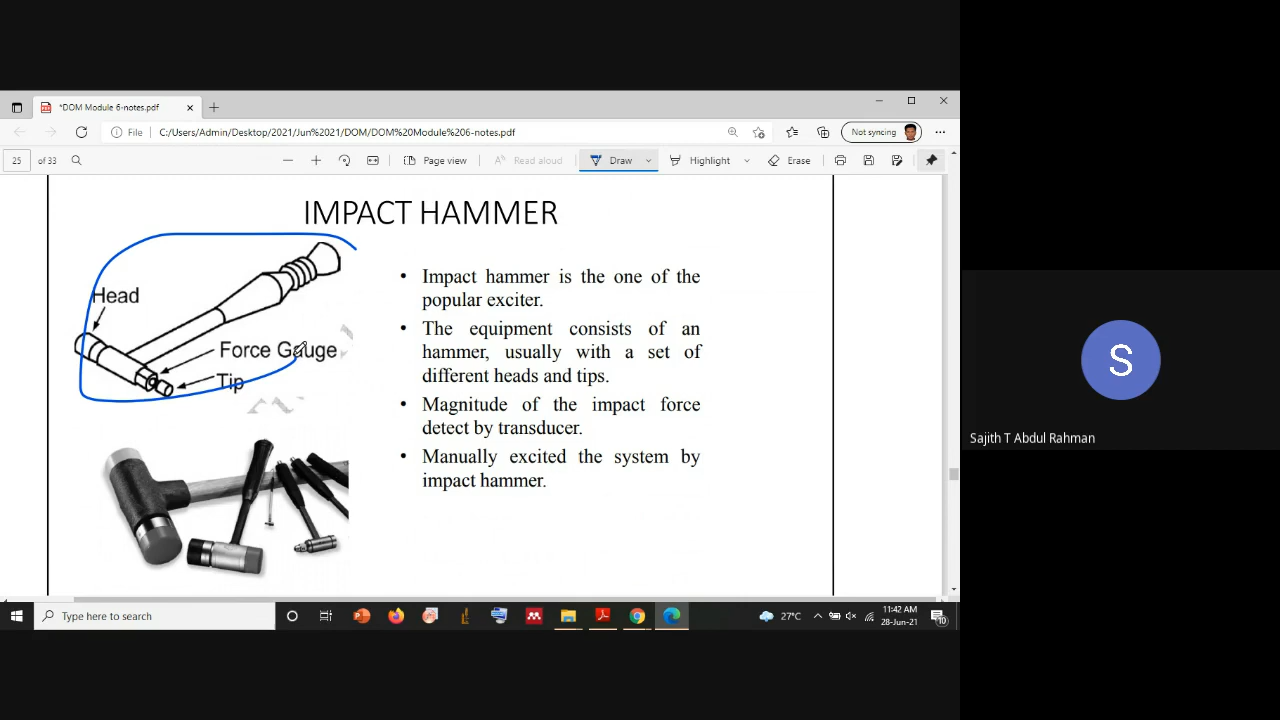 *DOM Module 6-notes.pdf
File
C:/Users/Admin/Desktop/2021/Jun%2021/DOM/DOM%20Module%206-notes.pdf
Not syncing
25 of 33
Page view
Read aloud
Draw
Highlight
Erase
IMPACT HAMMER
Head
Force Gauge
Tip
• Impact hammer is the one of the
popular exciter.
• The equipment consists of an
hammer, usually with a set of
different heads and tips.
• Magnitude of the impact force
detect by transducer.
• Manually excited the system by
impact hammer.
S
Sajith T Abdul Rahman
Type here to search
27°C
11:42 AM
28-Jun-21
10